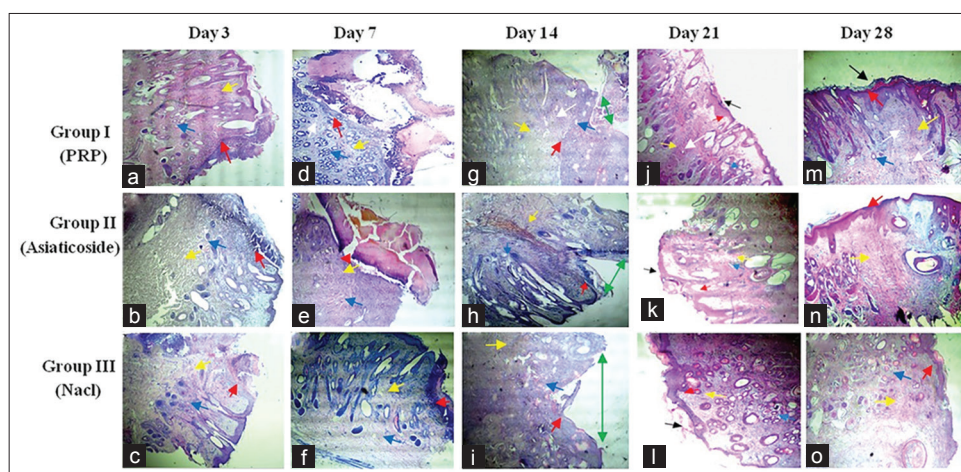 Day 3 Day 7 Day 14 Day 21 Day 28
Group I
(PRP)
a d g j m
Group II
(Asiaticoside)
b e h k n
Group III
(Nacl)
c f i l o